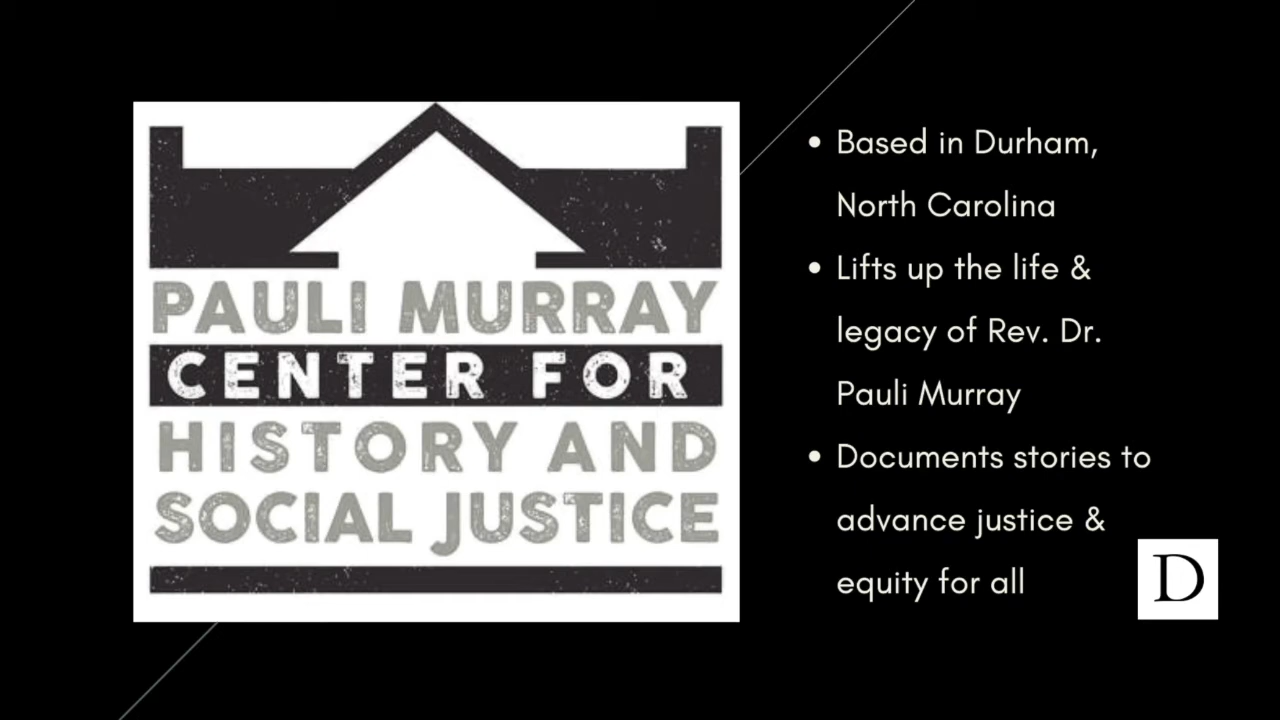 PAULI MURRAY
CENTER FOR
HISTORY AND
SOCIAL JUSTICE
• Based in Durham,
North Carolina
• Lifts up the life &
legacy of Rev. Dr.
Pauli Murray
• Documents stories to
advance justice &
equity for all
D